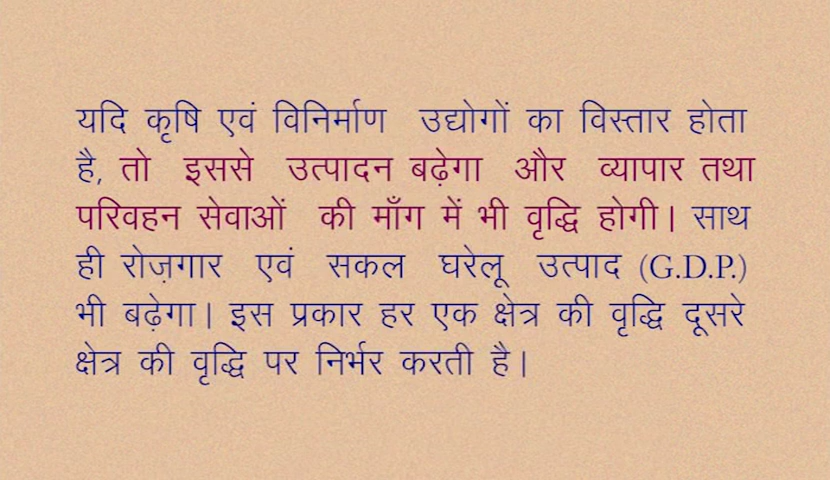 यदि कृषि एवं विनिर्माण उद्योगों का विस्तार होता
है, तो इससे उत्पादन बढ़ेगा और व्यापार तथा
परिवहन सेवाओं की माँग में भी वृद्धि होगी। साथ
ही रोज़गार एवं सकल घरेलू उत्पाद (G.D.P.)
भी बढ़ेगा। इस प्रकार हर एक क्षेत्र की वृद्धि दूसरे
क्षेत्र की वृद्धि पर निर्भर करती है।